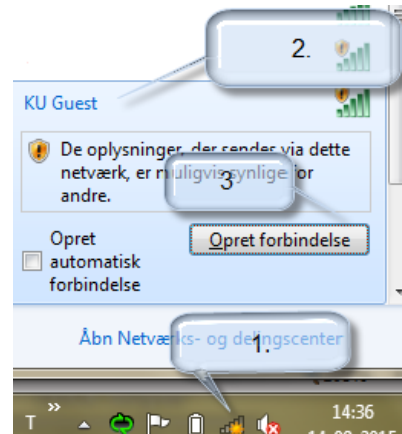 2.
KU Guest
De oplysninger, der sendes via dette
netværk, er muligvis synlige for
andre.
3
Opret
automatisk
forbindelse
Opret forbindelse
Åbn Netværks- og delingscenter
1.
T
14:36